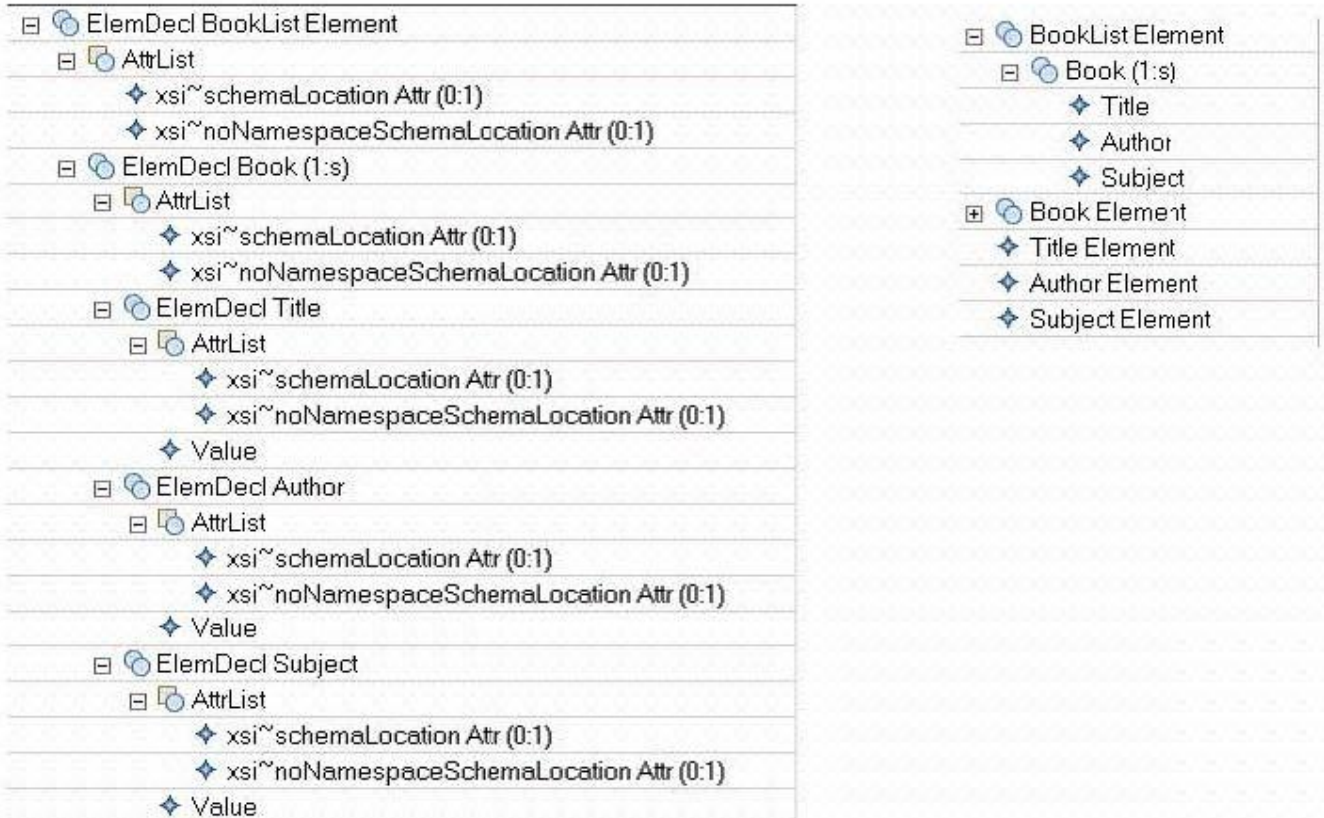 ElemDecl BookList Element
AttrList
xsi~schemaLocation Attr (0:1)
xsi~noNamespaceSchemaLocation Attr (0:1)
ElemDecl Book (1:s)
AttrList
xsi~schemaLocation Attr (0:1)
xsi~noNamespaceSchemaLocation Attr (0:1)
ElemDecl Title
AttrList
xsi~schemaLocation Attr (0:1)
xsi~noNamespaceSchemaLocation Attr (0:1)
Value
ElemDecl Author
AttrList
xsi~schemaLocation Attr (0:1)
xsi~noNamespaceSchemaLocation Attr (0:1)
Value
ElemDecl Subject
AttrList
xsi~schemaLocation Attr (0:1)
xsi~noNamespaceSchemaLocation Attr (0:1)
Value
BookList Element
Book (1:s)
Title
Author
Subject
Book Element
Title Element
Author Element
Subject Element